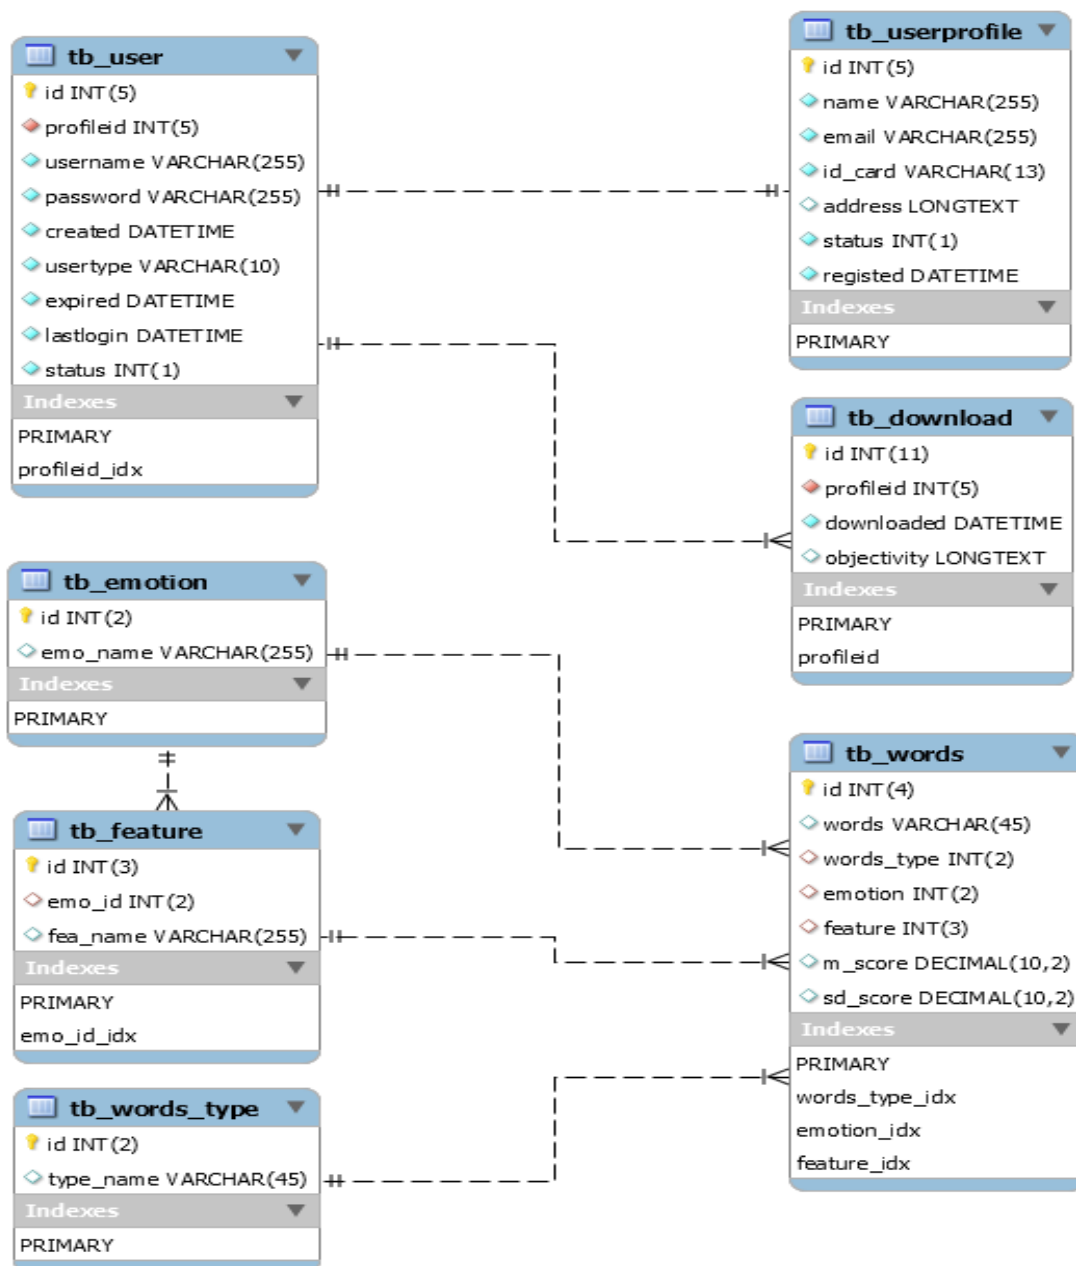 tb_user
id INT(5)
profileid INT(5)
username VARCHAR(255)
password VARCHAR(255)
created DATETIME
usertype VARCHAR(10)
expired DATETIME
lastlogin DATETIME
status INT(1)
Indexes
PRIMARY
profileid_idx
tb_userprofile
id INT(5)
name VARCHAR(255)
email VARCHAR(255)
id_card VARCHAR(13)
address LONGTEXT
status INT(1)
registed DATETIME
Indexes
PRIMARY
tb_download
id INT(11)
profileid INT(5)
downloaded DATETIME
objectivity LONGTEXT
Indexes
PRIMARY
profileid
tb_emotion
id INT(2)
emo_name VARCHAR(255)
Indexes
PRIMARY
tb_feature
id INT(3)
emo_id INT(2)
fea_name VARCHAR(255)
Indexes
PRIMARY
emo_id_idx
tb_words
id INT(4)
words VARCHAR(45)
words_type INT(2)
emotion INT(2)
feature INT(3)
m_score DECIMAL(10,2)
sd_score DECIMAL(10,2)
Indexes
PRIMARY
words_type_idx
emotion_idx
feature_idx
tb_words_type
id INT(2)
type_name VARCHAR(45)
Indexes
PRIMARY